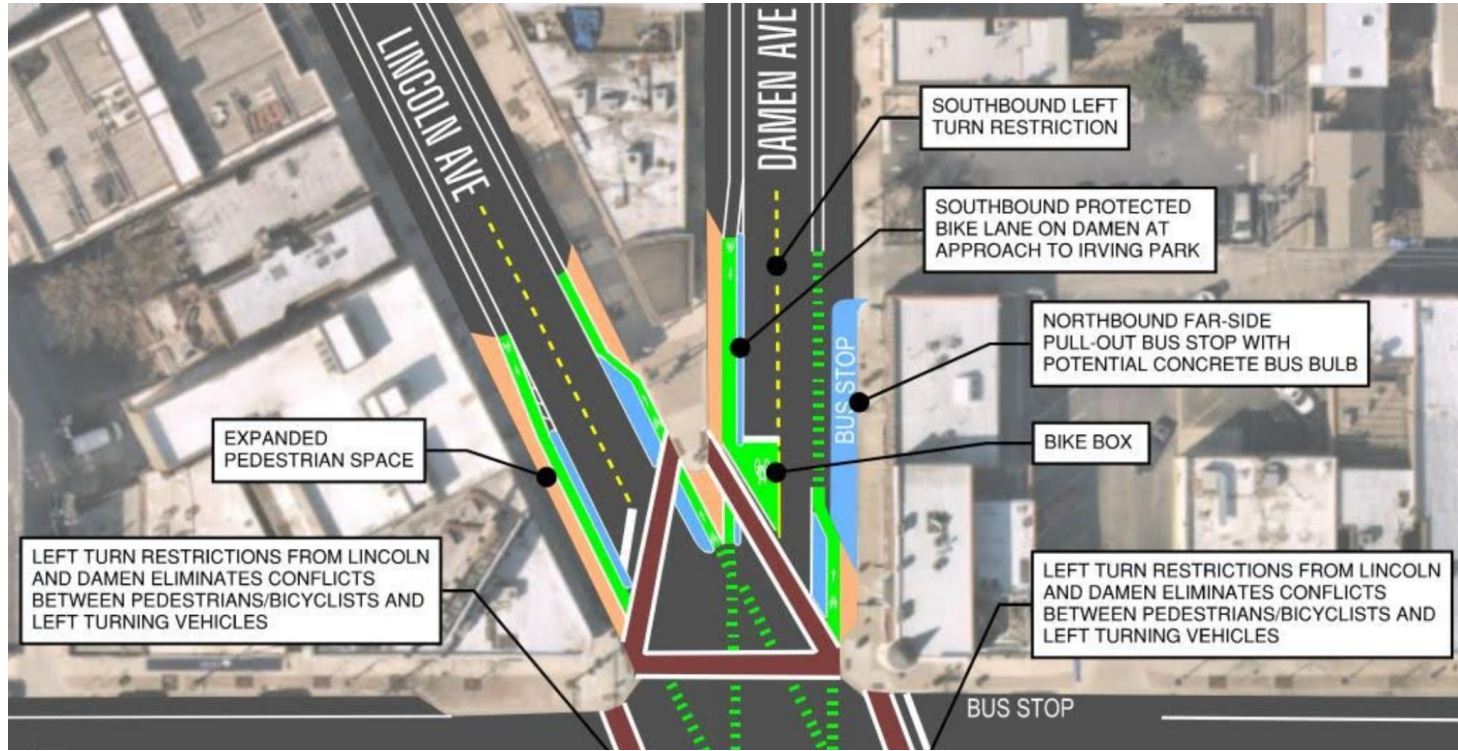 LINCOLN AVE
DAMEN AVE
SOUTHBOUND LEFT
TURN RESTRICTION
SOUTHBOUND PROTECTED
BIKE LANE ON DAMEN AT
APPROACH TO IRVING PARK
NORTHBOUND FAR-SIDE
PULL-OUT BUS STOP WITH
POTENTIAL CONCRETE BUS BULB
BUS STOP
BIKE BOX
EXPANDED
PEDESTRIAN SPACE
LEFT TURN RESTRICTIONS FROM LINCOLN
AND DAMEN ELIMINATES CONFLICTS
BETWEEN PEDESTRIANS/BICYCLISTS AND
LEFT TURNING VEHICLES
LEFT TURN RESTRICTIONS FROM LINCOLN
AND DAMEN ELIMINATES CONFLICTS
BETWEEN PEDESTRIANS/BICYCLISTS AND
LEFT TURNING VEHICLES
BUS STOP